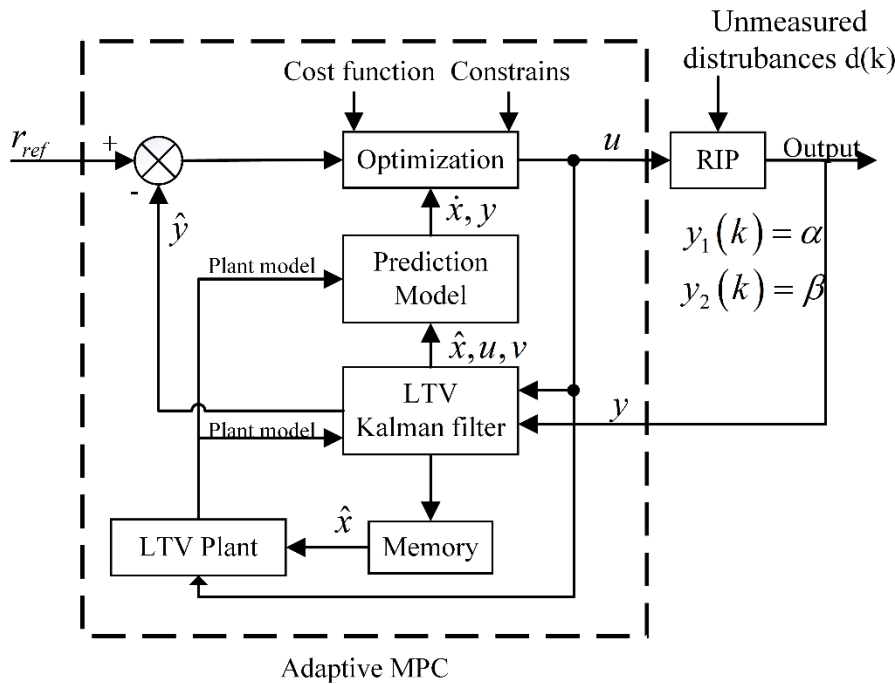 Unmeasured
distrubances d(k)
Cost function Constrains
r_ref
+
-
Optimization
u
RIP
Output
ŷ
ẋ, y
y₁(k) = α
y₂(k) = β
Plant model
Prediction
Model
x̂, u, v
LTV
Kalman filter
y
Plant model
x̂
LTV Plant
Memory
Adaptive MPC